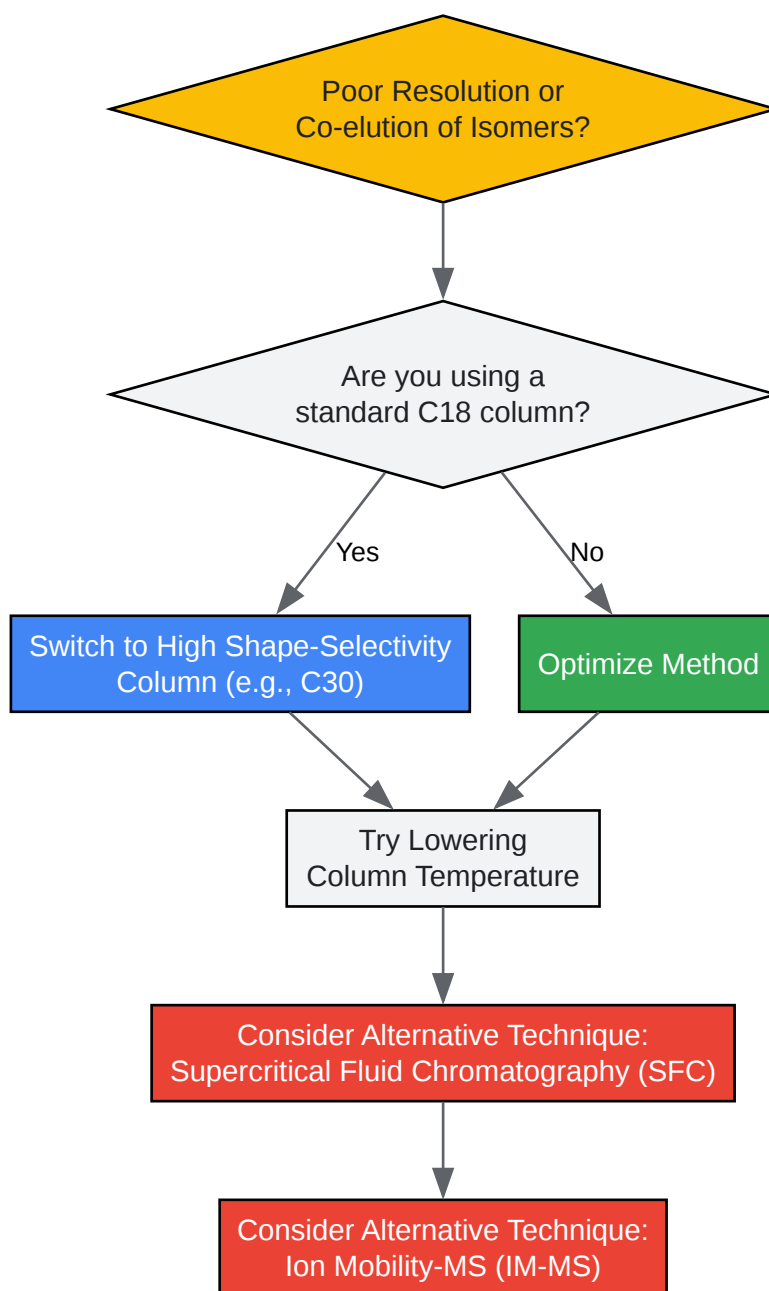 Poor Resolution or
Co-elution of Isomers?
Are you using a
standard C18 column?
Yes
No
Switch to High Shape-Selectivity
Column (e.g., C30)
Optimize Method
Try Lowering
Column Temperature
Consider Alternative Technique:
Supercritical Fluid Chromatography (SFC)
Consider Alternative Technique:
Ion Mobility-MS (IM-MS)